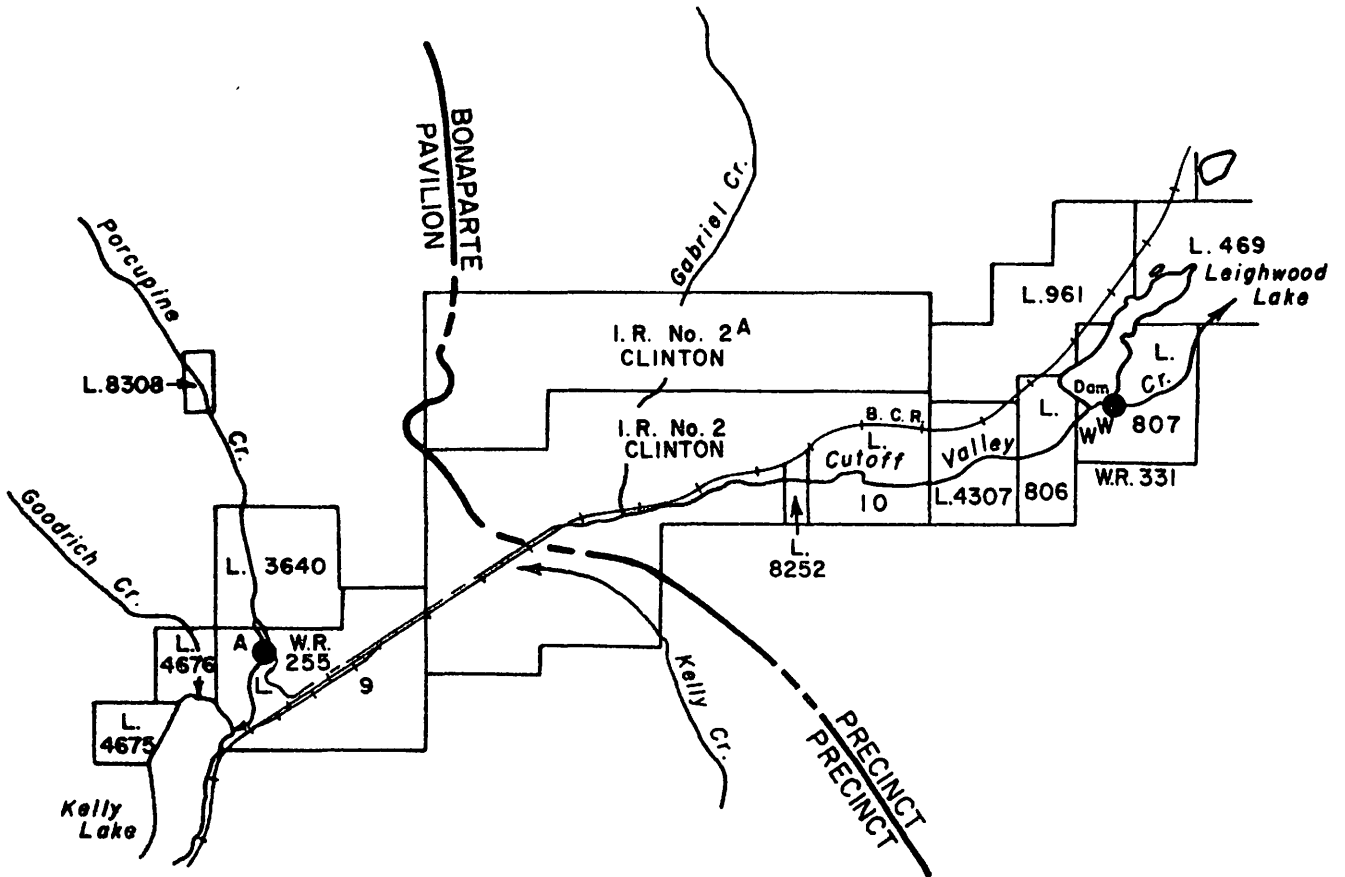 BONAPARTE
PAVILION
Gabriel Cr.
Porcupine
Cr.
L. 469
Leighwood
Lake
L.961
I.R. No. 2A
CLINTON
L.8308
I.R. No. 2
CLINTON
B.C.R.
L.
Cutoff
10
Valley
L.4307
L.
806
Dam
L.
Cr.
807
WW
W.R. 331
L.
8252
Goodrich
Cr.
L. 3640
A
W.R.
255
L.
9
L.
4676
L.
4675
Kelly
Lake
Kelly Cr.
PRECINCT
PRECINCT